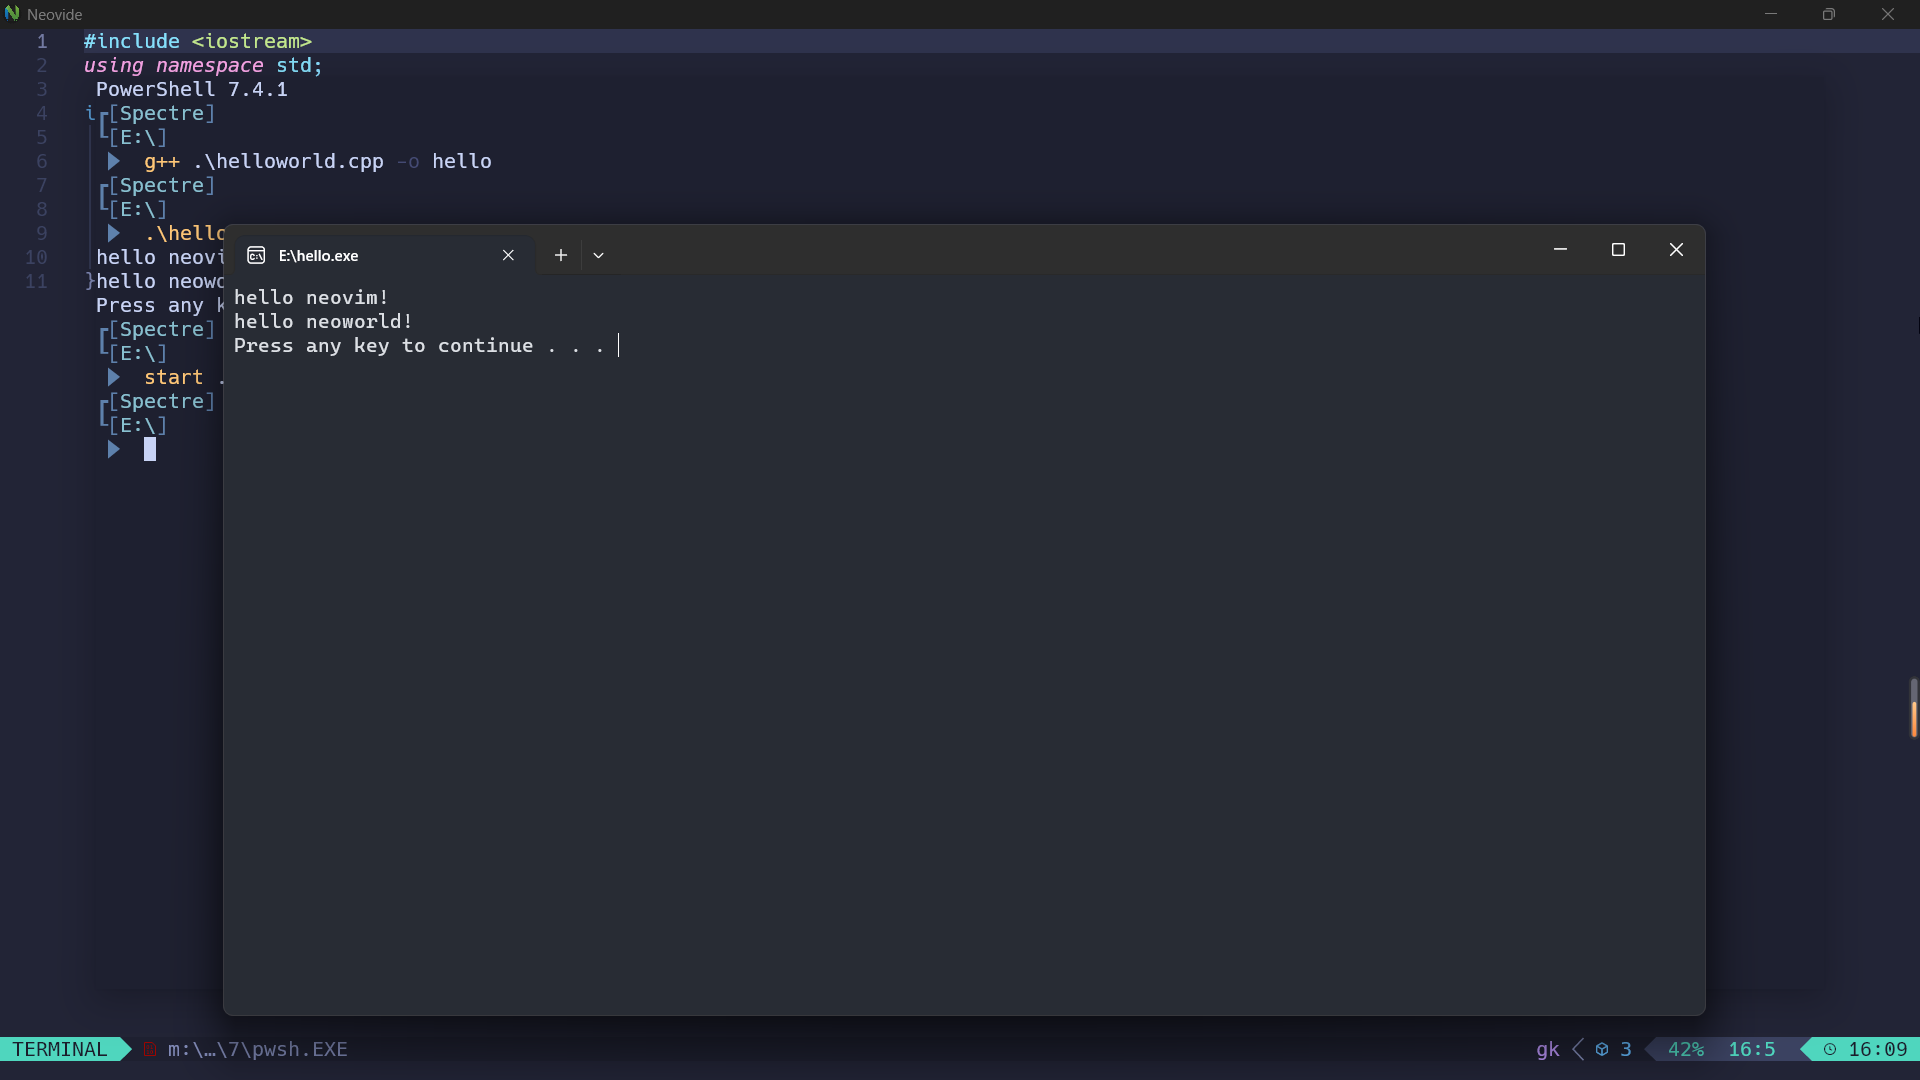 Neovide
1 #include <iostream>
2 using namespace std;
3 PowerShell 7.4.1
4 i[Spectre]
5 [E:\]
6 g++ .\helloworld.cpp -o hello
7 [Spectre]
8 [E:\]
9 .\hello
10 hello neovi
11 }hello neowo
Press any k
[Spectre]
[E:\]
start .
[Spectre]
[E:\]
E:\hello.exe
hello neovim!
hello neoworld!
Press any key to continue . . .
TERMINAL m:\…\7\pwsh.EXE gk 3 42% 16:5 16:09